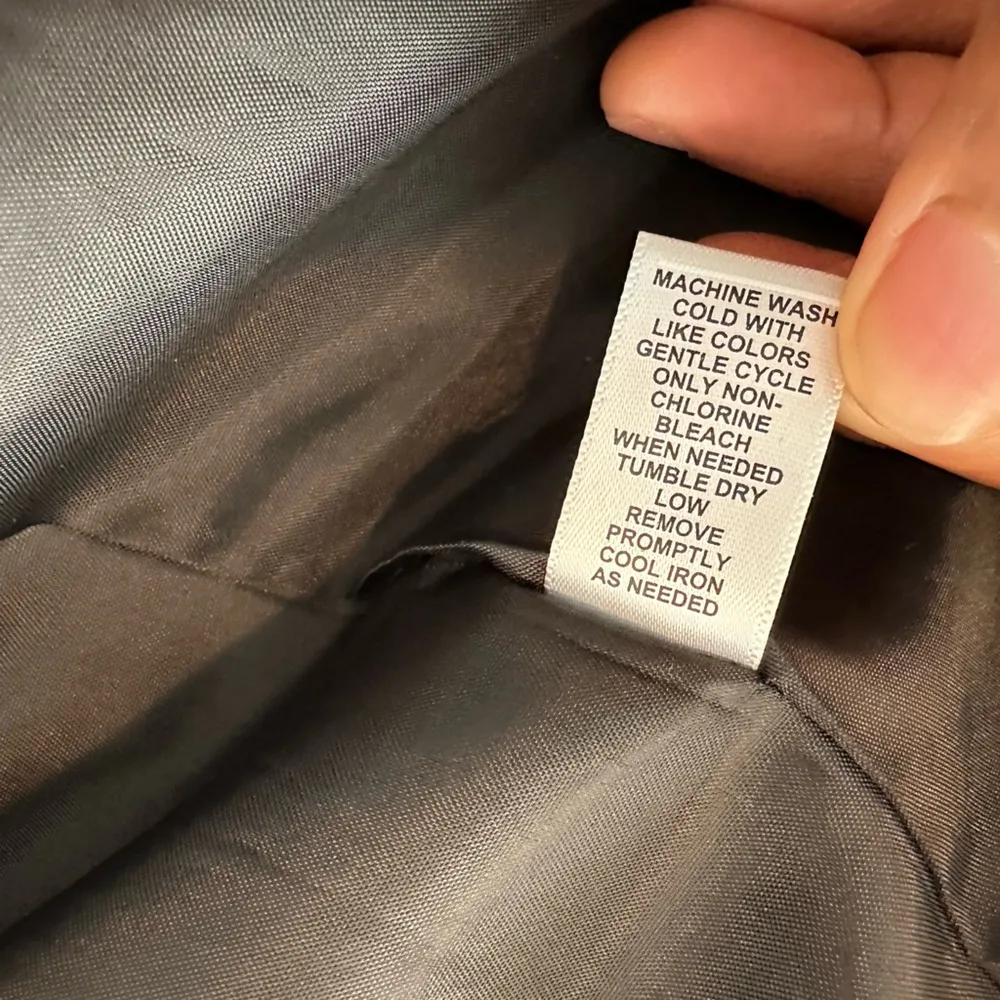 MACHINE WASH
COLD WITH
LIKE COLORS
GENTLE CYCLE
ONLY NON-
CHLORINE
BLEACH
WHEN NEEDED
TUMBLE DRY
LOW
REMOVE
PROMPTLY
COOL IRON
AS NEEDED